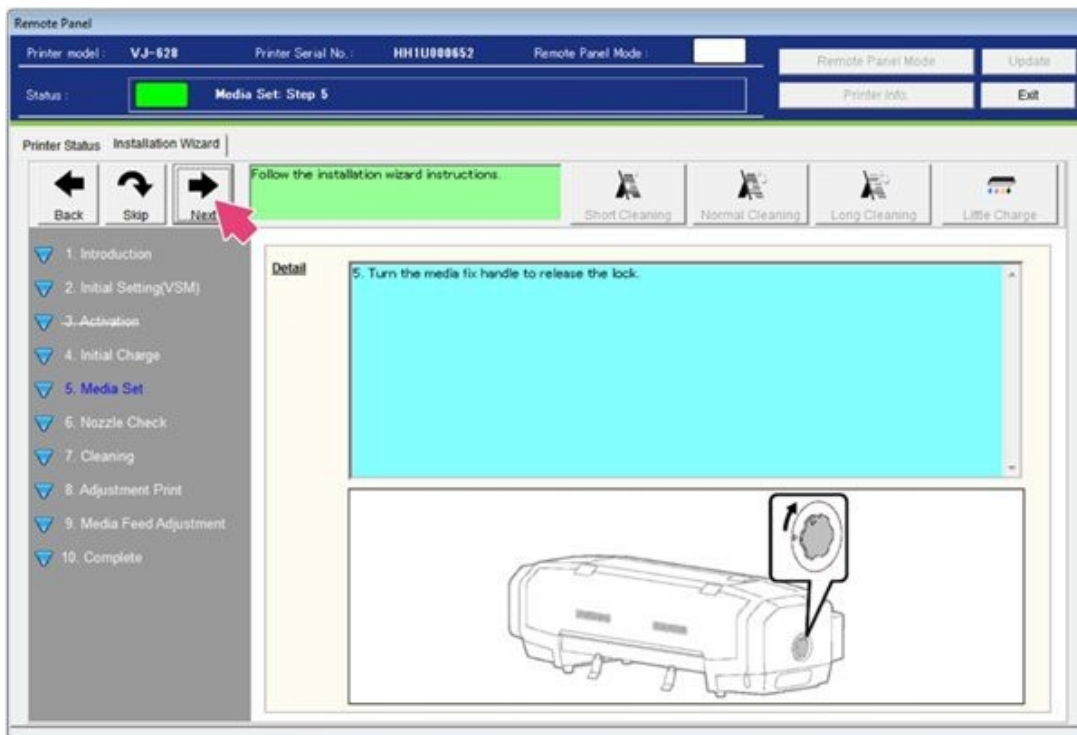 Remote Panel
Printer model : VJ-628 Printer Serial No. : HH1U000652 Remote Panel Mode :
Remote Panel Mode Update
Status : Media Set: Step 5
Printer Info. Exit
Printer Status Installation Wizard
Back Skip Next
Follow the installation wizard instructions.
Short Cleaning Normal Cleaning Long Cleaning Little Charge
1. Introduction
2. Initial Setting(VSM)
3. Activation
4. Initial Charge
5. Media Set
6. Nozzle Check
7. Cleaning
8. Adjustment Print
9. Media Feed Adjustment
10. Complete
Detail
5. Turn the media fix handle to release the lock.